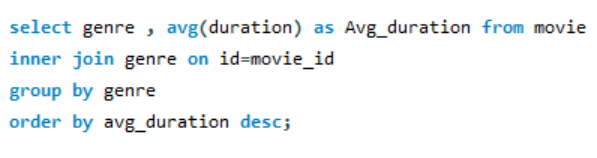 select genre , avg(duration) as Avg_duration from movie
inner join genre on id=movie_id
group by genre
order by avg_duration desc;